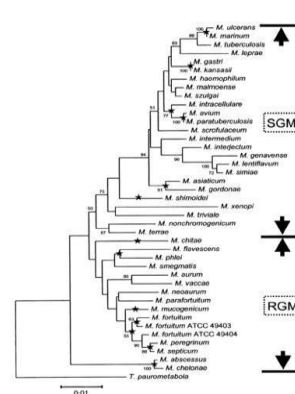 M. ulcerans
M. marinum
M. tuberculosis
M. leprae
M. gastri
M. kansasii
M. haemophilum
M. malmoense
M. szulgai
M. intracellulare
M. avium
M. paratuberculosis
M. scrofulaceum
M. intermedium
M. interjectum
M. genavense
M. lentiflavum
M. simiae
M. asiaticum
M. gordonae
M. shimoidei
M. xenopi
M. triviale
M. nonchromogenicum
M. terrae
M. chitae
M. flavescens
M. phlei
M. smegmatis
M. aurum
M. vaccae
M. neoaurum
M. parafortuitum
M. mucogenicum
M. fortuitum
M. fortuitum ATCC 49403
M. fortuitum ATCC 49404
M. peregrinum
M. septicum
M. abscessus
M. chelonae
T. paurometabola
SGM
RGM
0.01